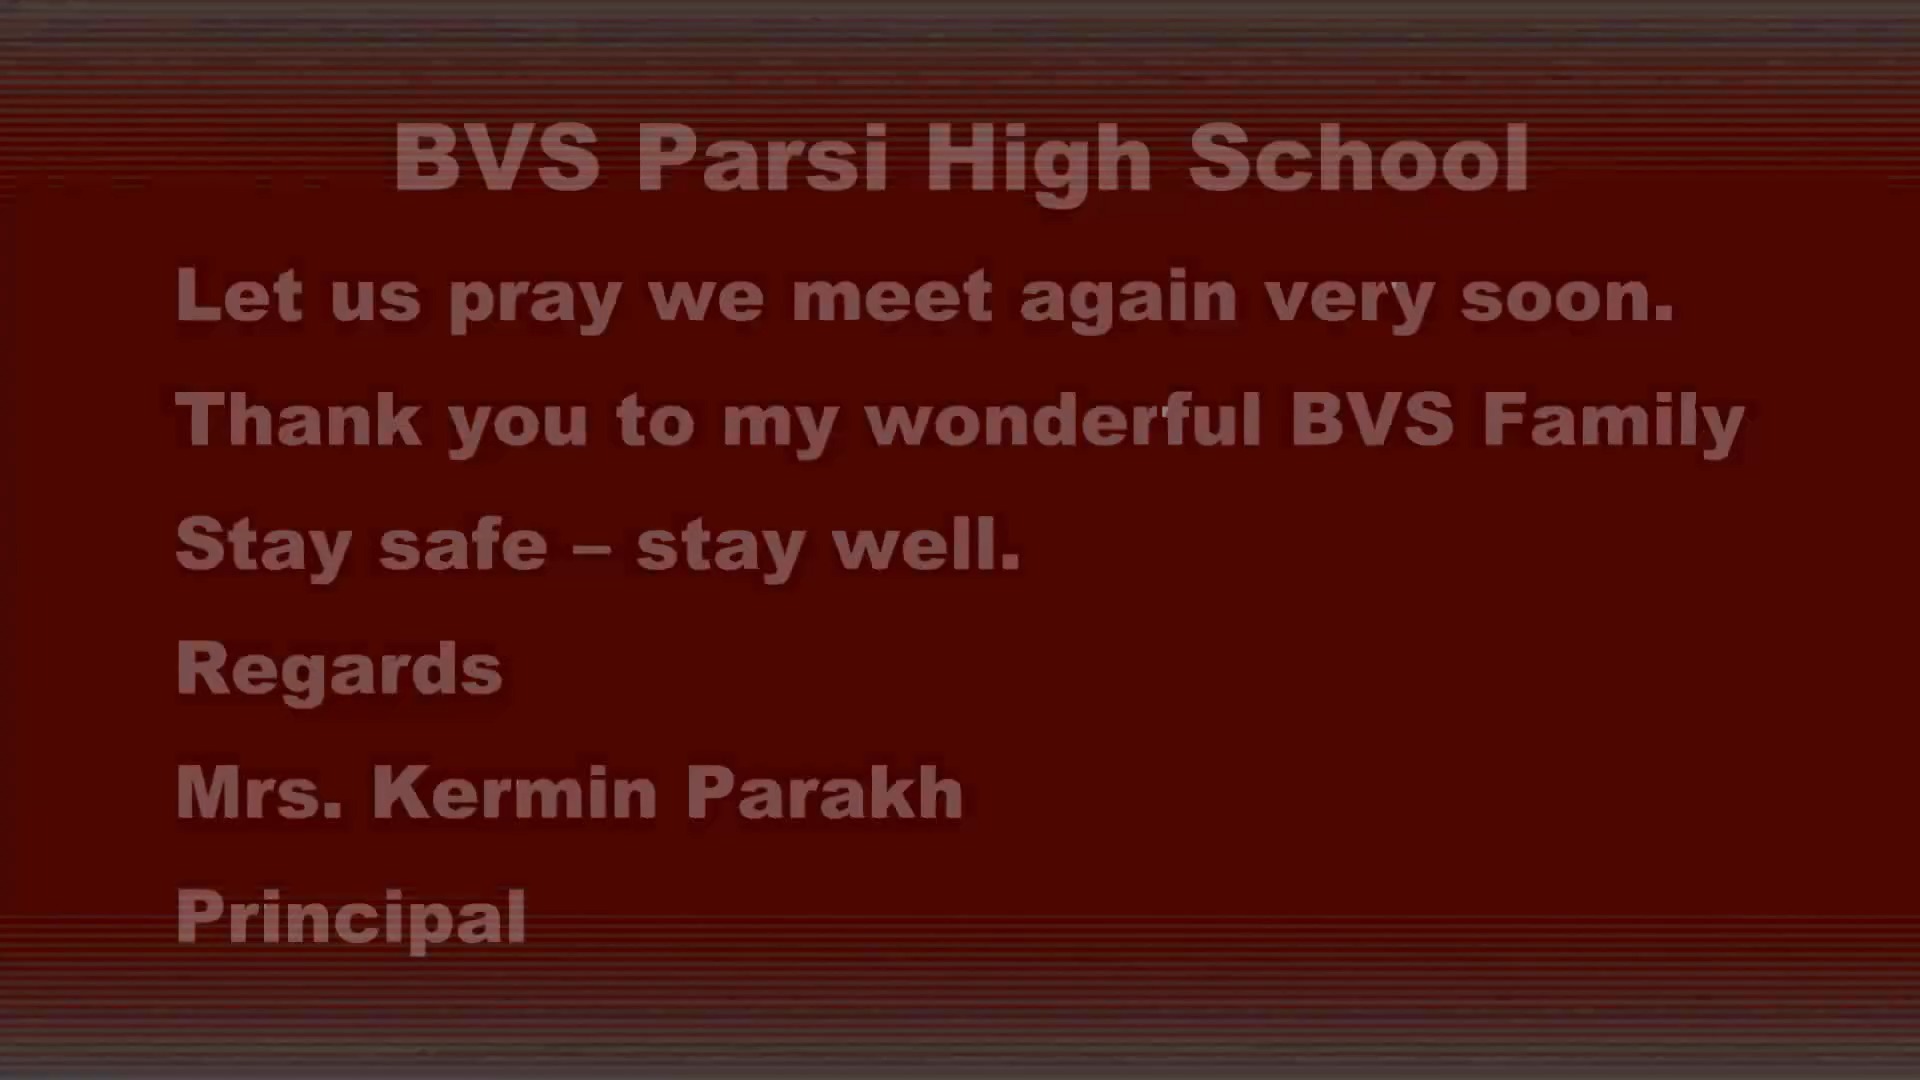 BVS Parsi High School
Let us pray we meet again very soon.
Thank you to my wonderful BVS Family
Stay safe – stay well.
Regards
Mrs. Kermin Parakh
Principal